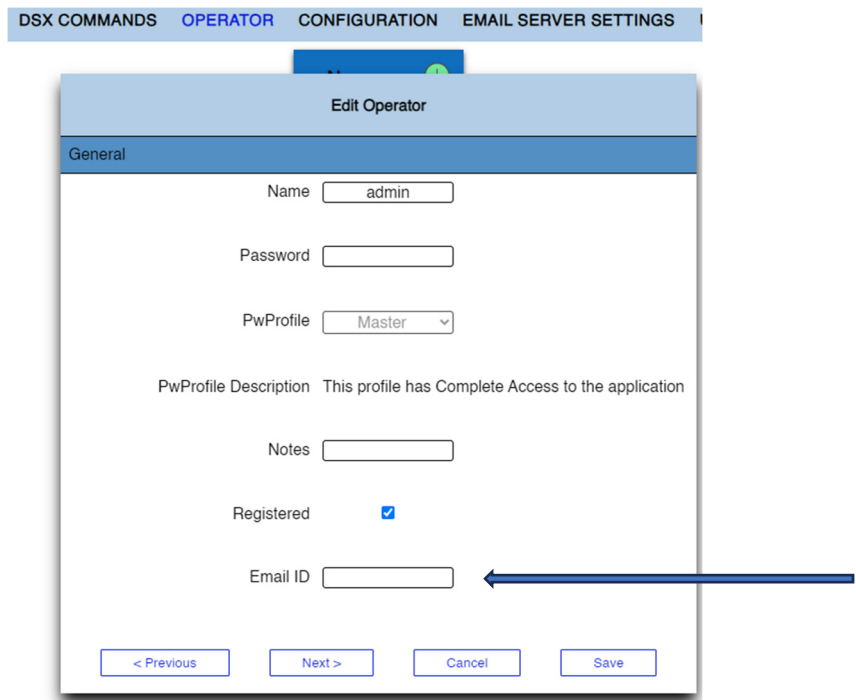 DSX COMMANDS OPERATOR CONFIGURATION EMAIL SERVER SETTINGS
Edit Operator
General
Name admin
Password
PwProfile Master
PwProfile Description This profile has Complete Access to the application
Notes
Registered
Email ID
< Previous Next > Cancel Save